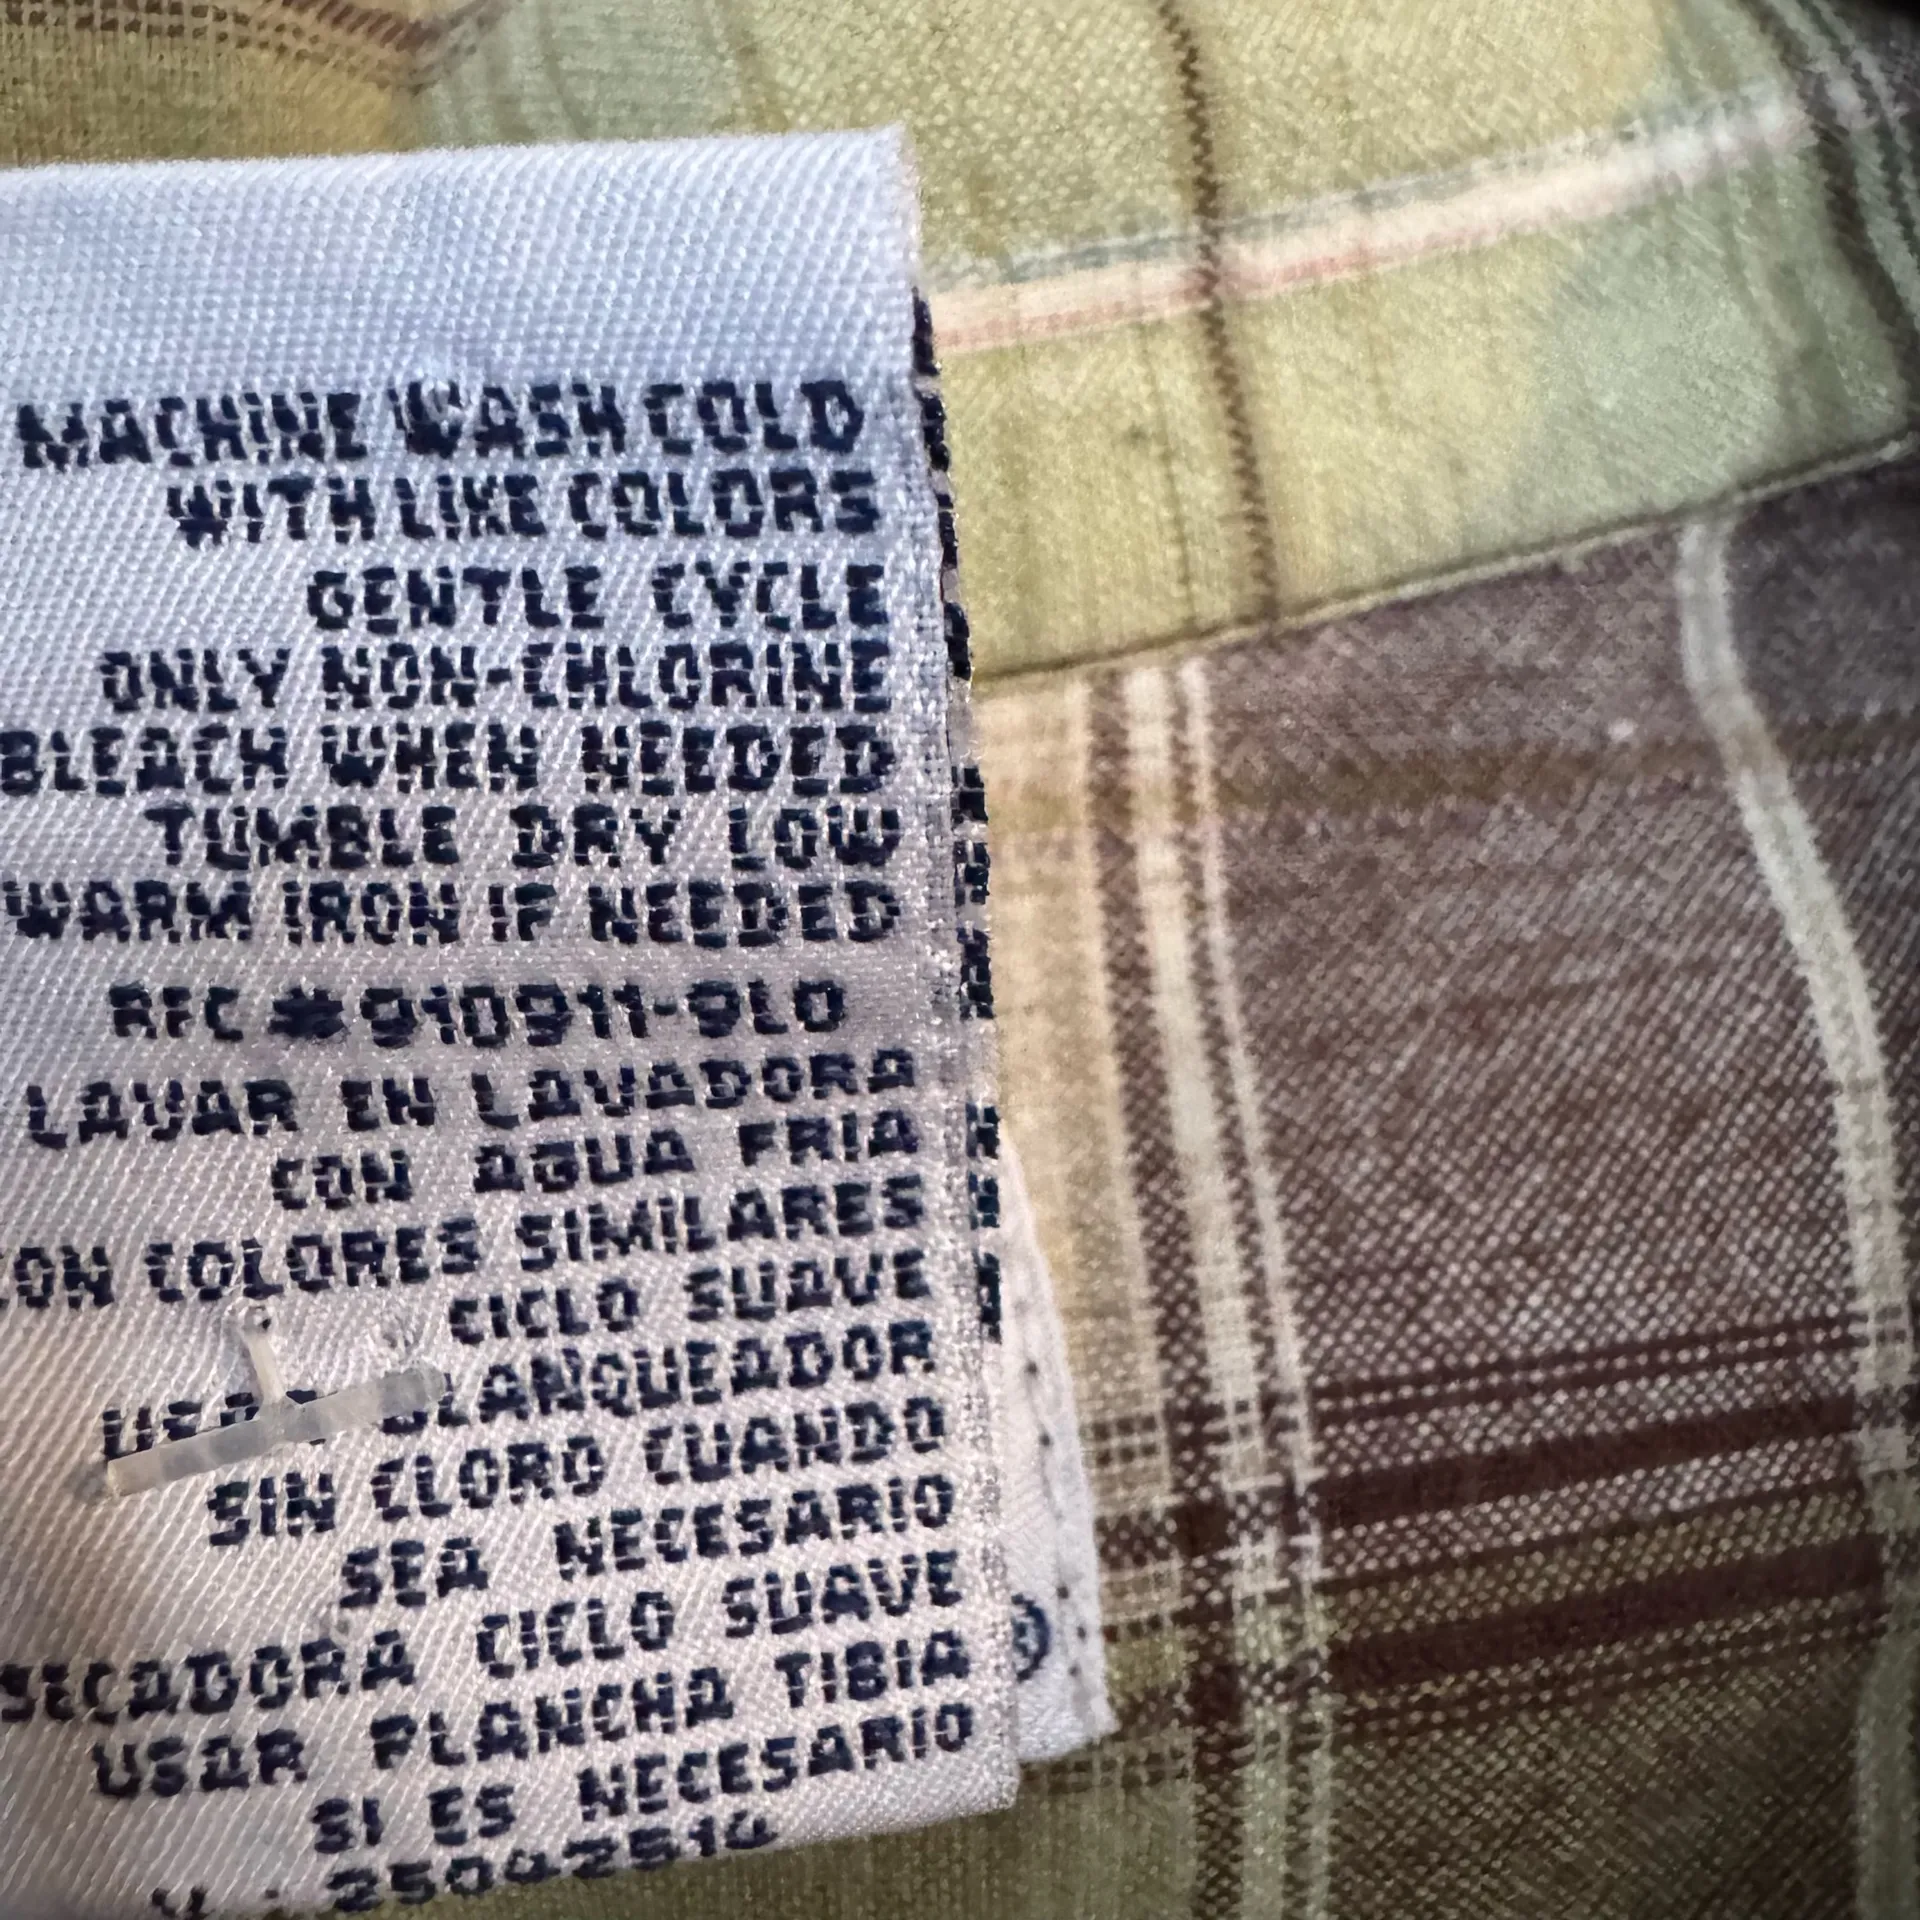 MACHINE WASH COLD
WITH LIKE COLORS
GENTLE CYCLE
ONLY NON-CHLORINE
BLEACH WHEN NEEDED
TUMBLE DRY LOW
WARM IRON IF NEEDED
RFC #910911-9L0
LAVAR EN LAVADORA
CON AGUA FRIA
CON COLORES SIMILARES
CICLO SUAVE
USAR BLANQUEADOR
SIN CLORO CUANDO
SEA NECESARIO
SECADORA CICLO SUAVE
USAR PLANCHA TIBIA
SI ES NECESARIO
®